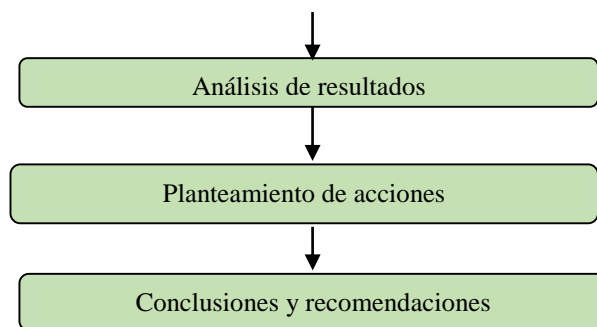 Análisis de resultados
Planteamiento de acciones
Conclusiones y recomendaciones